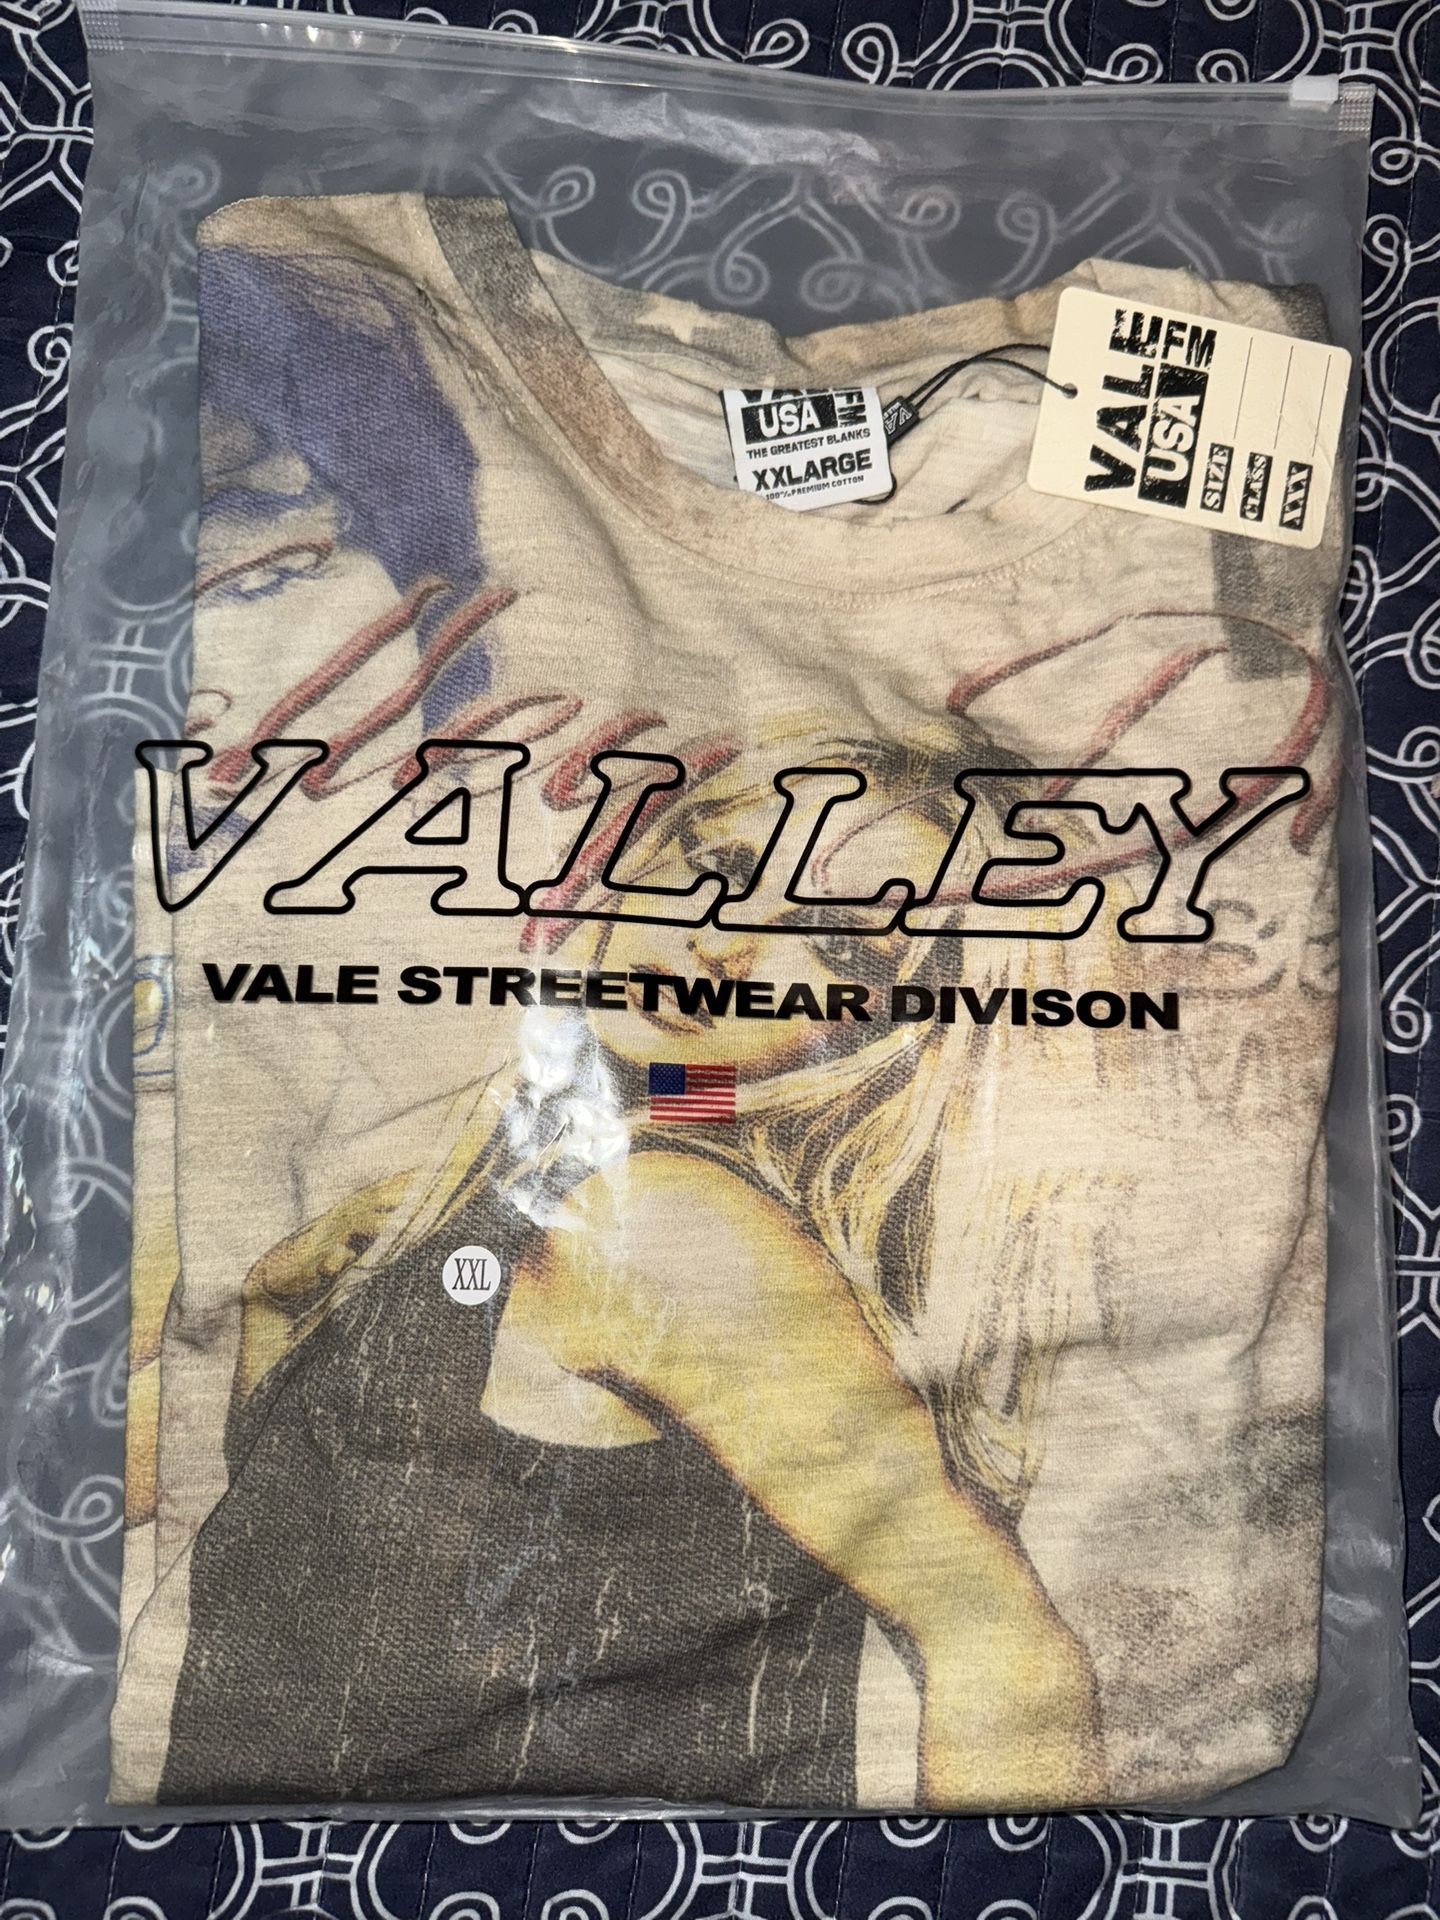 VALE FM
USA
SIZE
CLASS
XXX
USA FM
THE GREATEST BLANKS
XXLARGE
100% PREMIUM COTTON
VALLEY
VALE STREETWEAR DIVISON
XXL